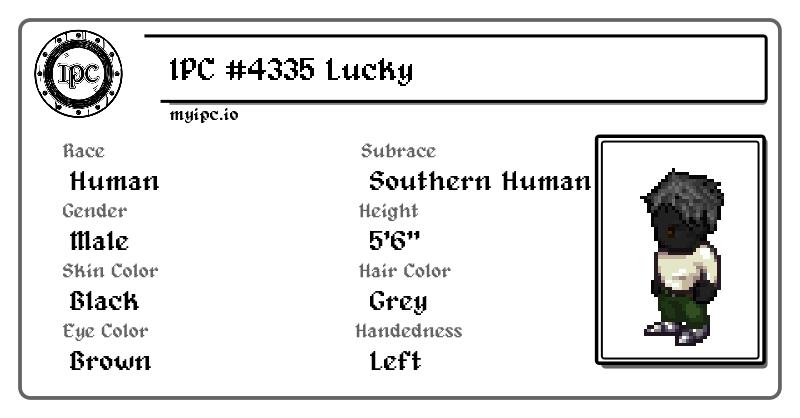 IPC
IPC #4335 Lucky
myipc.io
Race
Human
Subrace
Southern Human
Gender
Male
Height
5'6"
Skin Color
Black
Hair Color
Grey
Eye Color
Brown
Handedness
Left